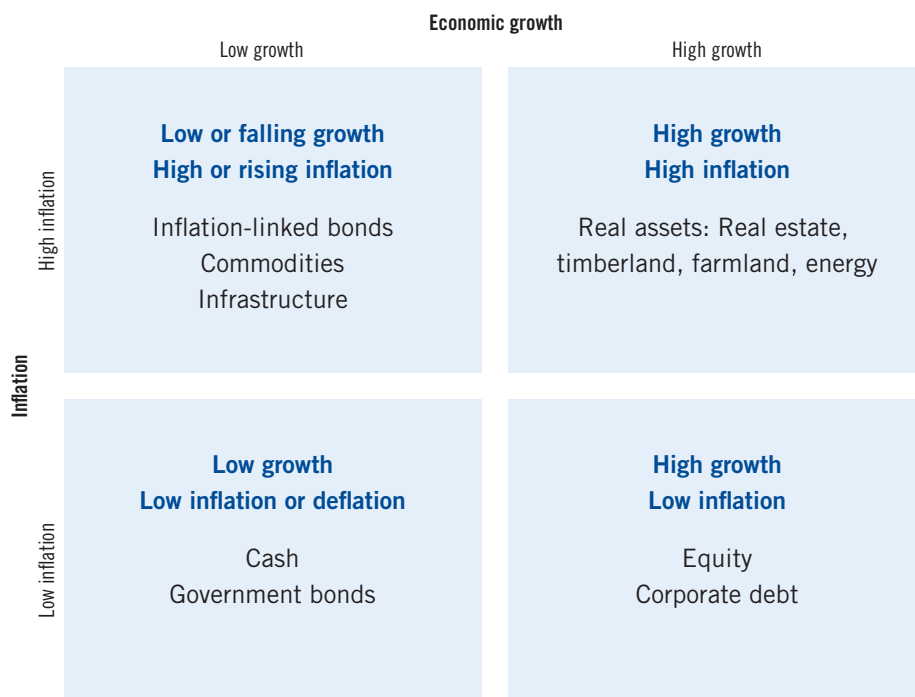 Economic growth
Low growth
High growth
Inflation
High inflation
Low or falling growth
High or rising inflation
Inflation-linked bonds
Commodities
Infrastructure
High growth
High inflation
Real assets: Real estate,
timberland, farmland, energy
Low inflation
Low growth
Low inflation or deflation
Cash
Government bonds
High growth
Low inflation
Equity
Corporate debt